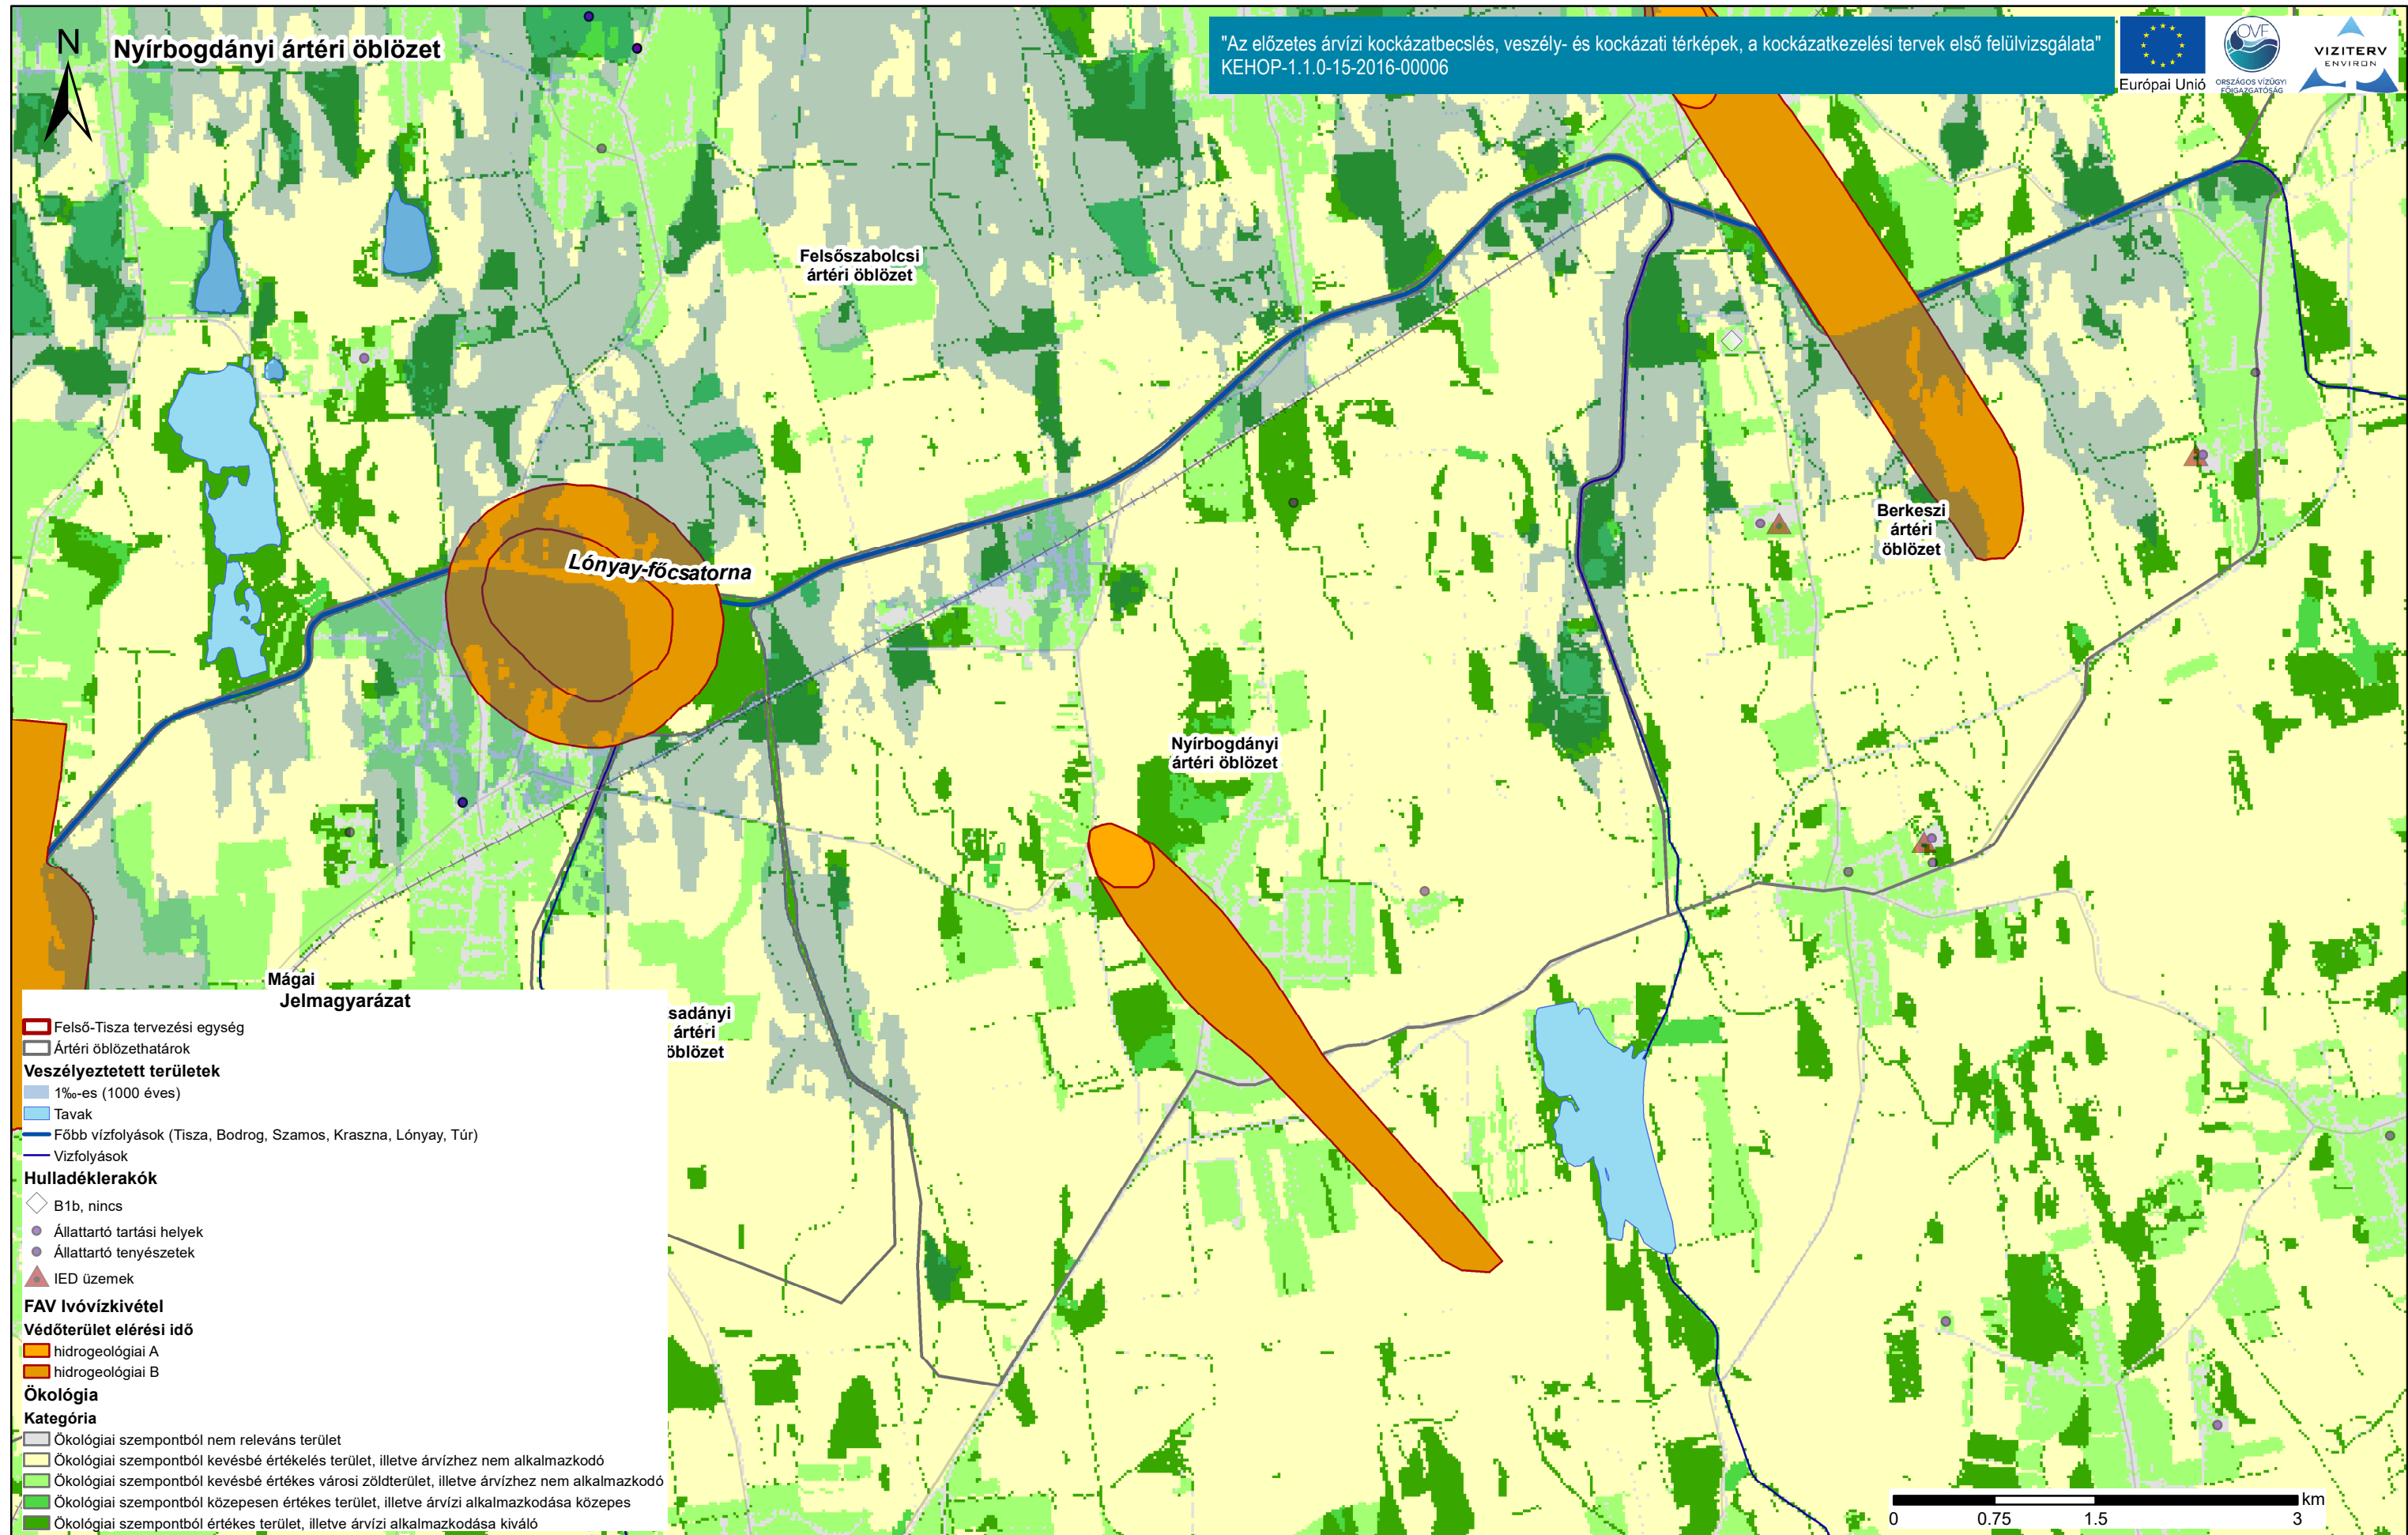 N
Nyírbogdányi ártéri öblözet
"Az előzetes árvízi kockázatbecslés, veszély- és kockázati térképek, a kockázatkezelési tervek első felülvizsgálata"
KEHOP-1.1.0-15-2016-00006
Európai Unió
OVF
ORSZÁGOS VÍZÜGYI
FŐIGAZGATÓSÁG
VIZITERV
ENVIRON
Felsőszabolcsi
ártéri öblözet
Lónyay-főcsatorna
Berkeszi
ártéri
öblözet
Nyírbogdányi
ártéri öblözet
Mágai
sadányi
ártéri
öblözet
Jelmagyarázat
Felső-Tisza tervezési egység
Ártéri öblözethatárok
Veszélyeztetett területek
1‰-es (1000 éves)
Tavak
Főbb vízfolyások (Tisza, Bodrog, Szamos, Kraszna, Lónyay, Túr)
Vizfolyások
Hulladéklerakók
B1b, nincs
Állattartó tartási helyek
Állattartó tenyészetek
IED üzemek
FAV Ivóvízkivétel
Védőterület elérési idő
hidrogeológiai A
hidrogeológiai B
Ökológia
Kategória
Ökológiai szempontból nem releváns terület
Ökológiai szempontból kevésbé értékelés terület, illetve árvízhez nem alkalmazkodó
Ökológiai szempontból kevésbé értékes városi zöldterület, illetve árvízhez nem alkalmazkodó
Ökológiai szempontból közepesen értékes terület, illetve árvízi alkalmazkodása közepes
Ökológiai szempontból értékes terület, illetve árvízi alkalmazkodása kiváló
km
0 0.75 1.5 3